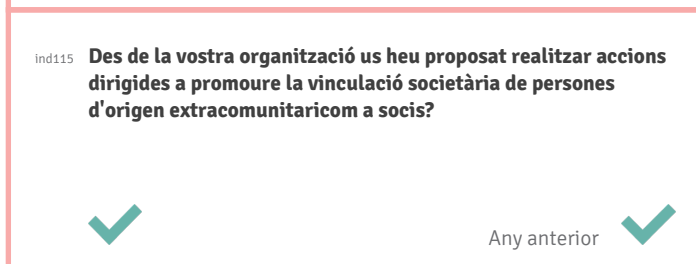 ind115 Des de la vostra organització us heu proposat realitzar accions
dirigides a promoure la vinculació societària de persones
d'origen extracomunitaricom a socis?
Any anterior